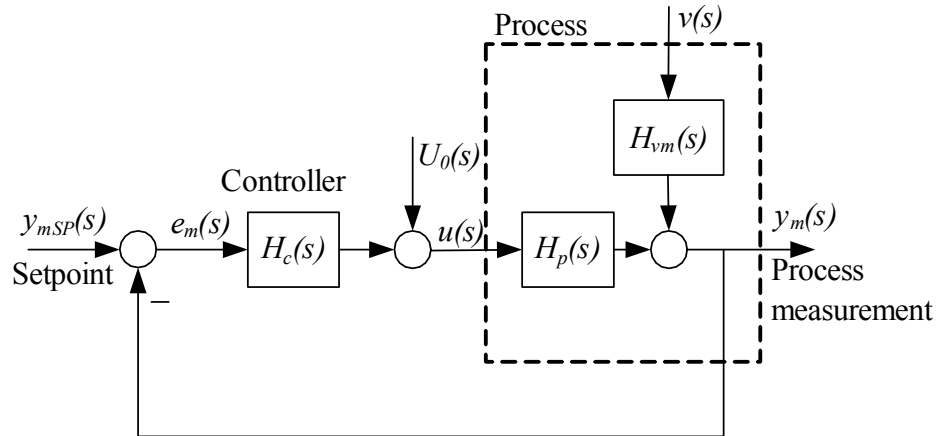 Process
v(s)
H_vm(s)
U_0(s)
Controller
y_mSP(s)
e_m(s)
H_c(s)
u(s)
H_p(s)
y_m(s)
Setpoint
–
Process
measurement